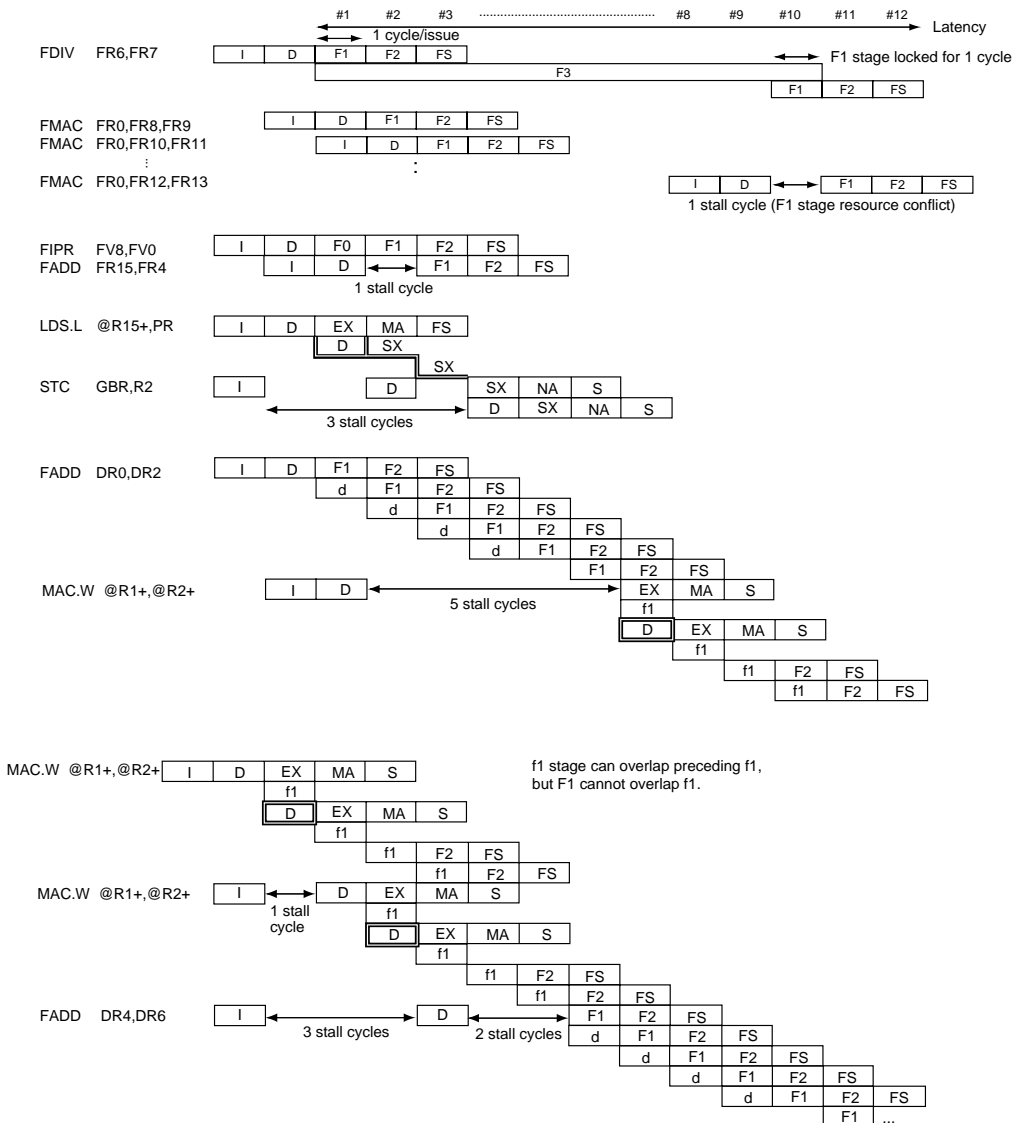 #1 #2 #3 ........................................................ #8 #9 #10 #11 #12
Latency
1 cycle/issue
FDIV FR6,FR7 I D F1 F2 FS F1 stage locked for 1 cycle
F3
F1 F2 FS
FMAC FR0,FR8,FR9 I D F1 F2 FS
FMAC FR0,FR10,FR11 I D F1 F2 FS
⋮ :
FMAC FR0,FR12,FR13 I D F1 F2 FS
1 stall cycle (F1 stage resource conflict)
FIPR FV8,FV0 I D F0 F1 F2 FS
FADD FR15,FR4 I D F1 F2 FS
1 stall cycle
LDS.L @R15+,PR I D EX MA FS
D SX
SX
STC GBR,R2 I D SX NA S
D SX NA S
3 stall cycles
FADD DR0,DR2 I D F1 F2 FS
d F1 F2 FS
d F1 F2 FS
d F1 F2 FS
d F1 F2 FS
F1 F2 FS
MAC.W @R1+,@R2+ I D EX MA S
5 stall cycles
f1
D EX MA S
f1
f1 F2 FS
f1 F2 FS
MAC.W @R1+,@R2+ I D EX MA S
f1 stage can overlap preceding f1,
but F1 cannot overlap f1.
f1
D EX MA S
f1
f1 F2 FS
f1 F2 FS
MAC.W @R1+,@R2+ I D EX MA S
1 stall
cycle
f1
D EX MA S
f1
f1 F2 FS
f1 F2 FS
FADD DR4,DR6 I D F1 F2 FS
3 stall cycles 2 stall cycles
d F1 F2 FS
d F1 F2 FS
d F1 F2 FS
d F1 F2 FS
F1 ...